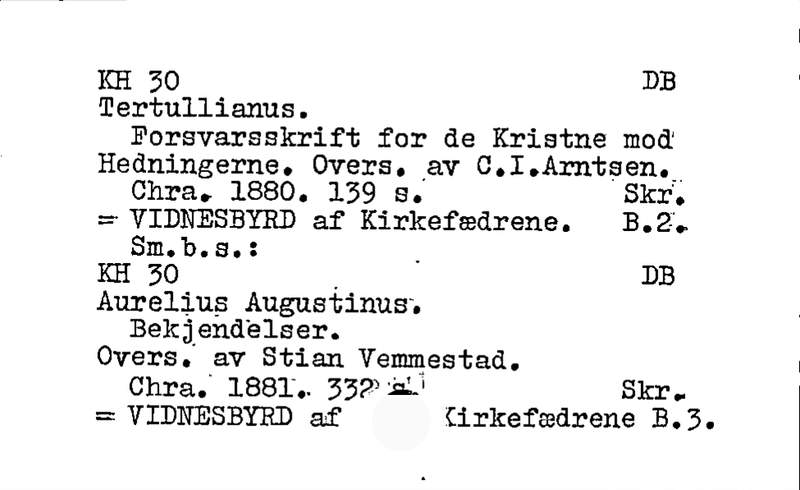 KH 30 DB
Tertullianus.
Forsvarsskrift for de Kristne mod
Hedningerne. Overs. av C.I.Arntsen.
Chra. 1880. 139 s. Skr.
= VIDNESBYRD af Kirkefædrene. B.2.
Sm.b.s.:
KH 30 DB
Aurelius Augustinus.
Bekjendelser.
Overs. av Stian Vemmestad.
Chra. 1881. Skr.
= VIDNESBYRD af Kirkefædrene B.3.